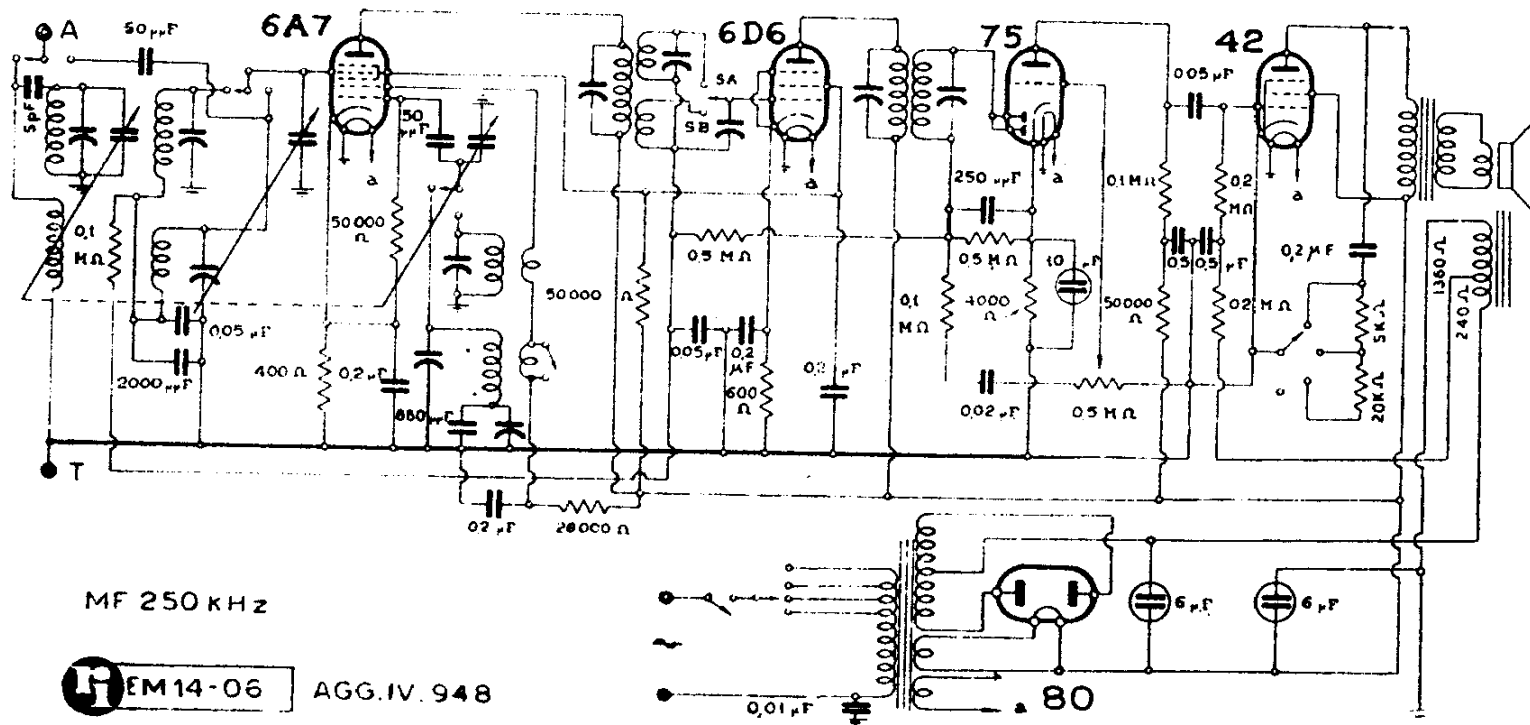 A
50 µµF
6A7
6D6
75
42
5pF
50 µµF
SA
SB
0.05 µF
a
a
a
250 µµF
0.1 MΩ
0.2 MΩ
0,1 MΩ
50000 Ω
0.5 MΩ
0.5 MΩ
10 µF
0.5
0,5 µF
0,2 µF
1360 Ω
240 Ω
50000 Ω
0.1 MΩ
4000 Ω
50000 Ω
0.2 MΩ
5KΩ
20KΩ
0,05 µF
2000 µµF
400 Ω
0,2 µF
0.05 µF
0,2 µF
600 Ω
0.02 µF
0.5 MΩ
T
0.2 µF
MF 250 KHz
6 µF
6 µF
~
EM 14-06
AGG.IV. 948
0,01 µF
a
80